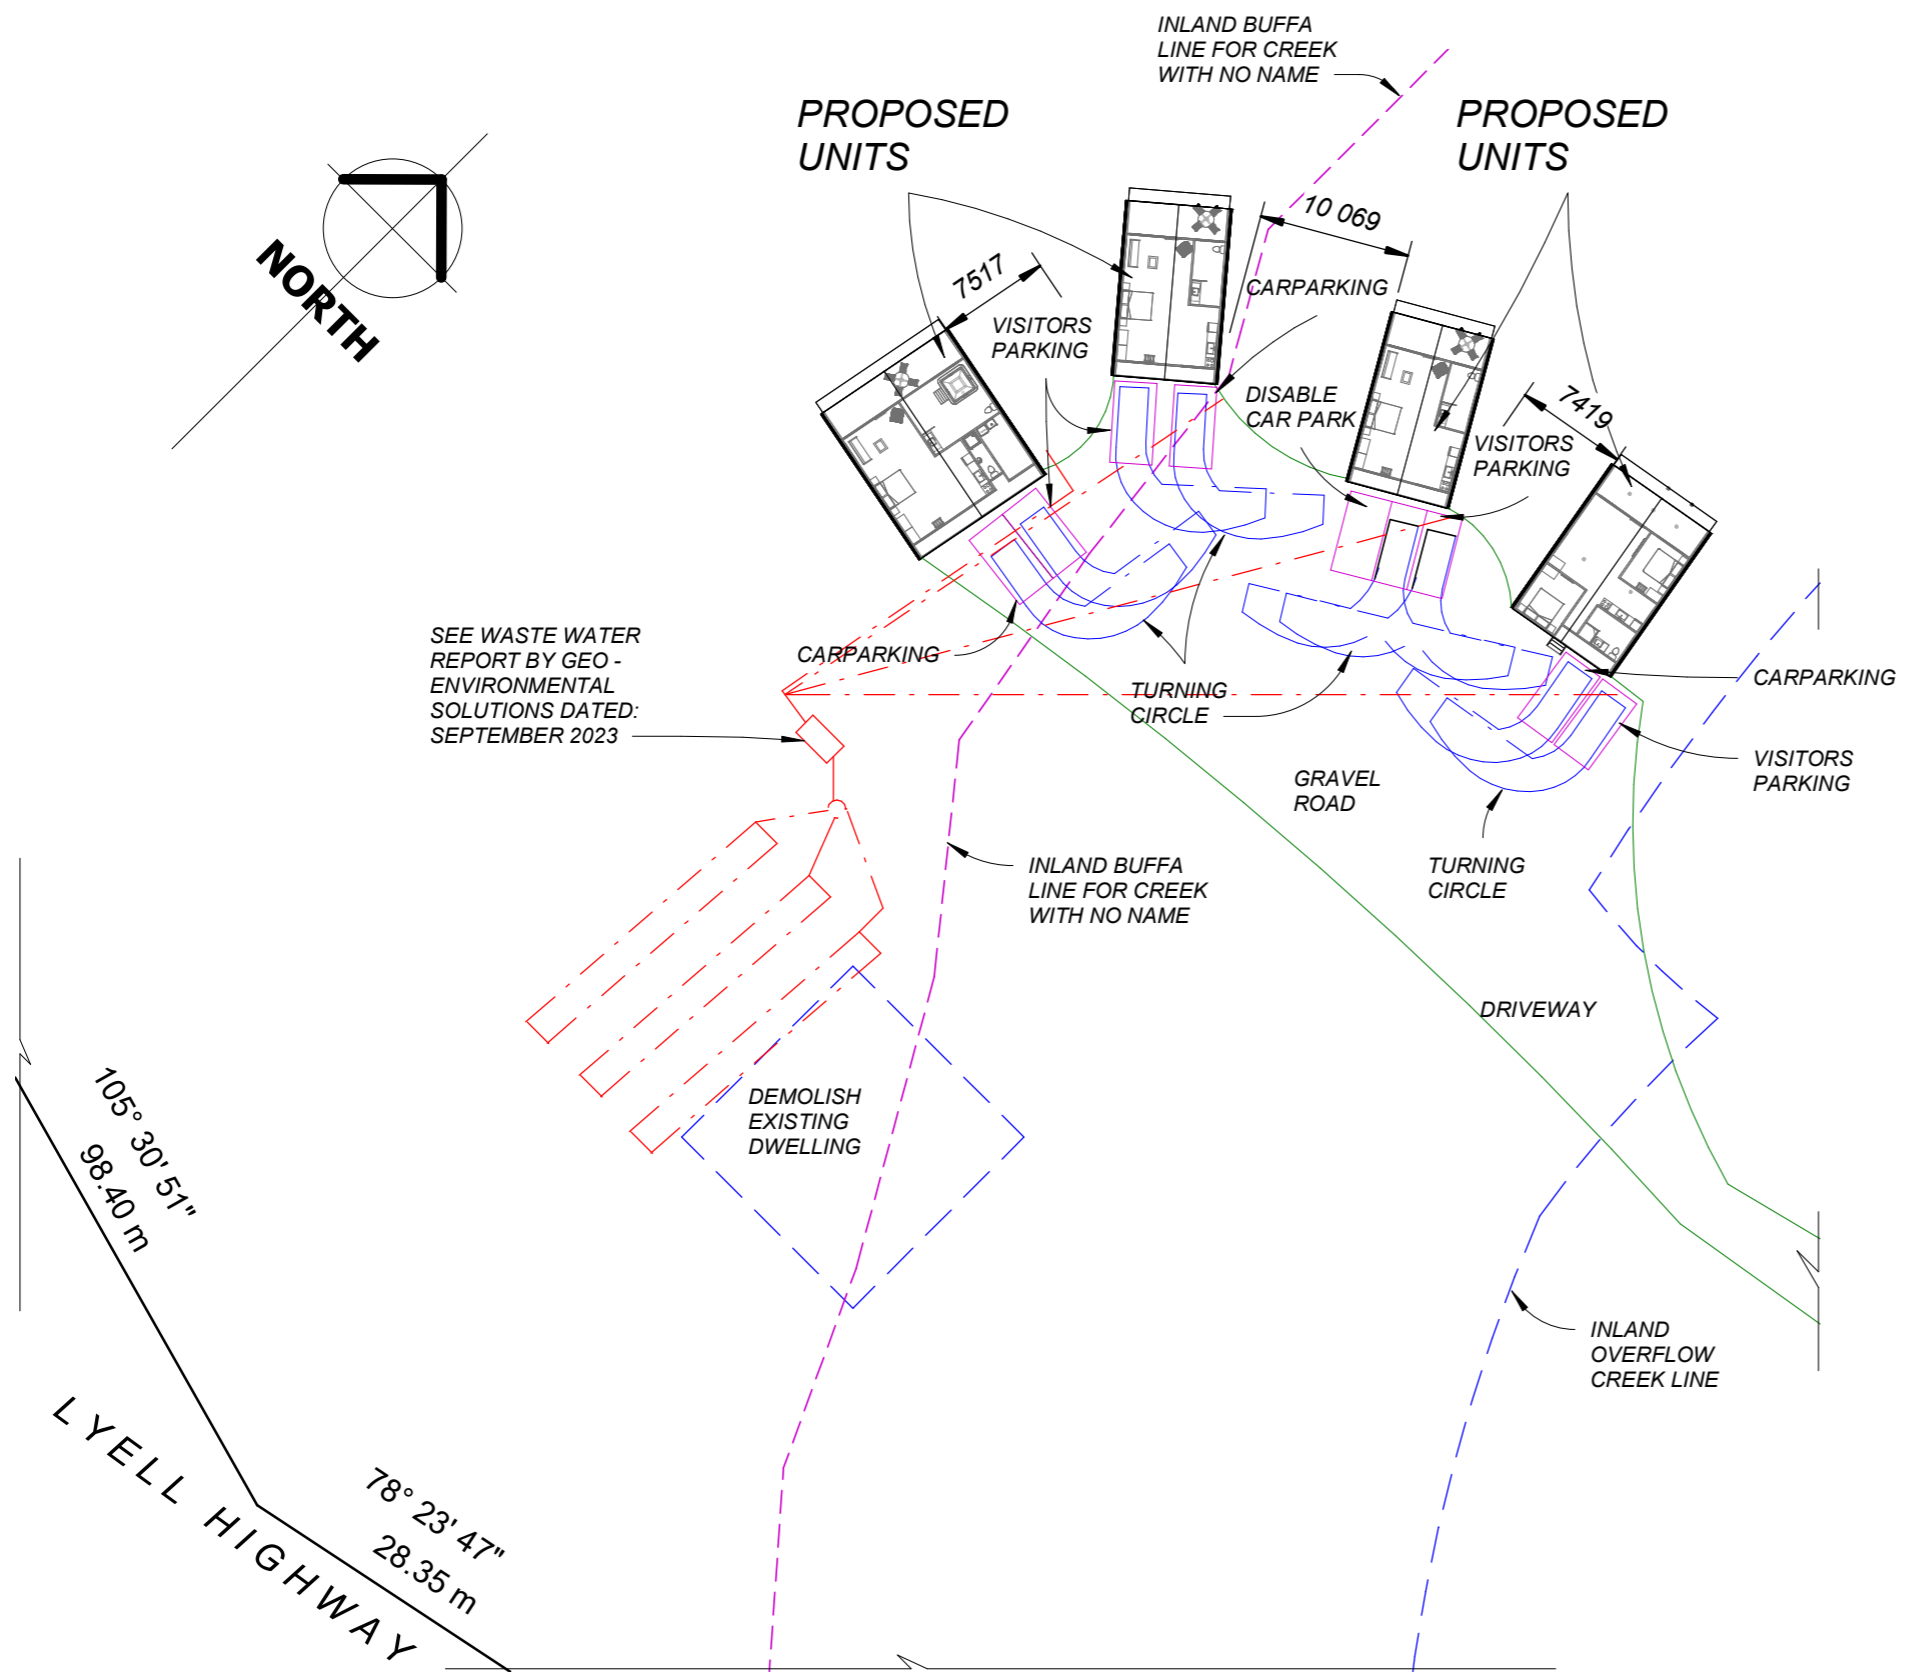 INLAND BUFFA
LINE FOR CREEK
WITH NO NAME
PROPOSED
UNITS
PROPOSED
UNITS
NORTH
10 069
7517
CARPARKING
VISITORS
PARKING
DISABLE
CAR PARK
7419
VISITORS
PARKING
SEE WASTE WATER
REPORT BY GEO -
ENVIRONMENTAL
SOLUTIONS DATED:
SEPTEMBER 2023
CARPARKING
TURNING
CIRCLE
CARPARKING
VISITORS
PARKING
GRAVEL
ROAD
TURNING
CIRCLE
INLAND BUFFA
LINE FOR CREEK
WITH NO NAME
DRIVEWAY
DEMOLISH
EXISTING
DWELLING
105° 30' 51"
98.40 m
INLAND
OVERFLOW
CREEK LINE
78° 23' 47"
28.35 m
LYELL HIGHWAY